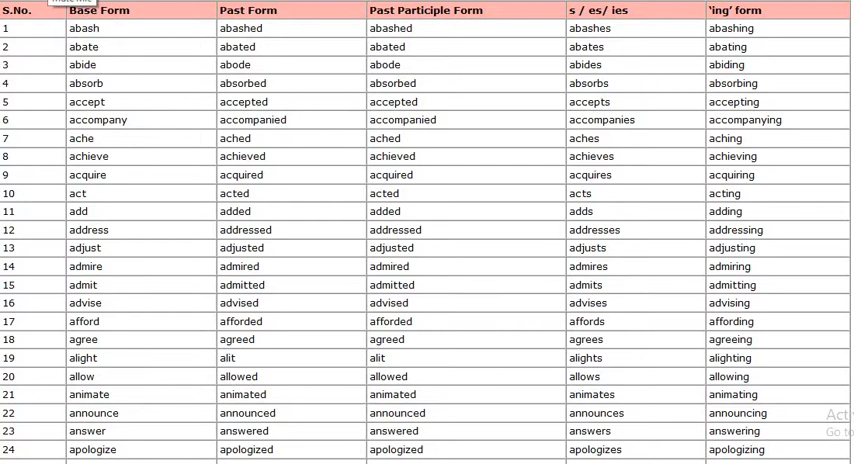 S.No. Base Form Past Form Past Participle Form s / es/ ies 'ing' form
1 abash abashed abashed abashes abashing
2 abate abated abated abates abating
3 abide abode abode abides abiding
4 absorb absorbed absorbed absorbs absorbing
5 accept accepted accepted accepts accepting
6 accompany accompanied accompanied accompanies accompanying
7 ache ached ached aches aching
8 achieve achieved achieved achieves achieving
9 acquire acquired acquired acquires acquiring
10 act acted acted acts acting
11 add added added adds adding
12 address addressed addressed addresses addressing
13 adjust adjusted adjusted adjusts adjusting
14 admire admired admired admires admiring
15 admit admitted admitted admits admitting
16 advise advised advised advises advising
17 afford afforded afforded affords affording
18 agree agreed agreed agrees agreeing
19 alight alit alit alights alighting
20 allow allowed allowed allows allowing
21 animate animated animated animates animating
22 announce announced announced announces announcing
23 answer answered answered answers answering
24 apologize apologized apologized apologizes apologizing
Go to